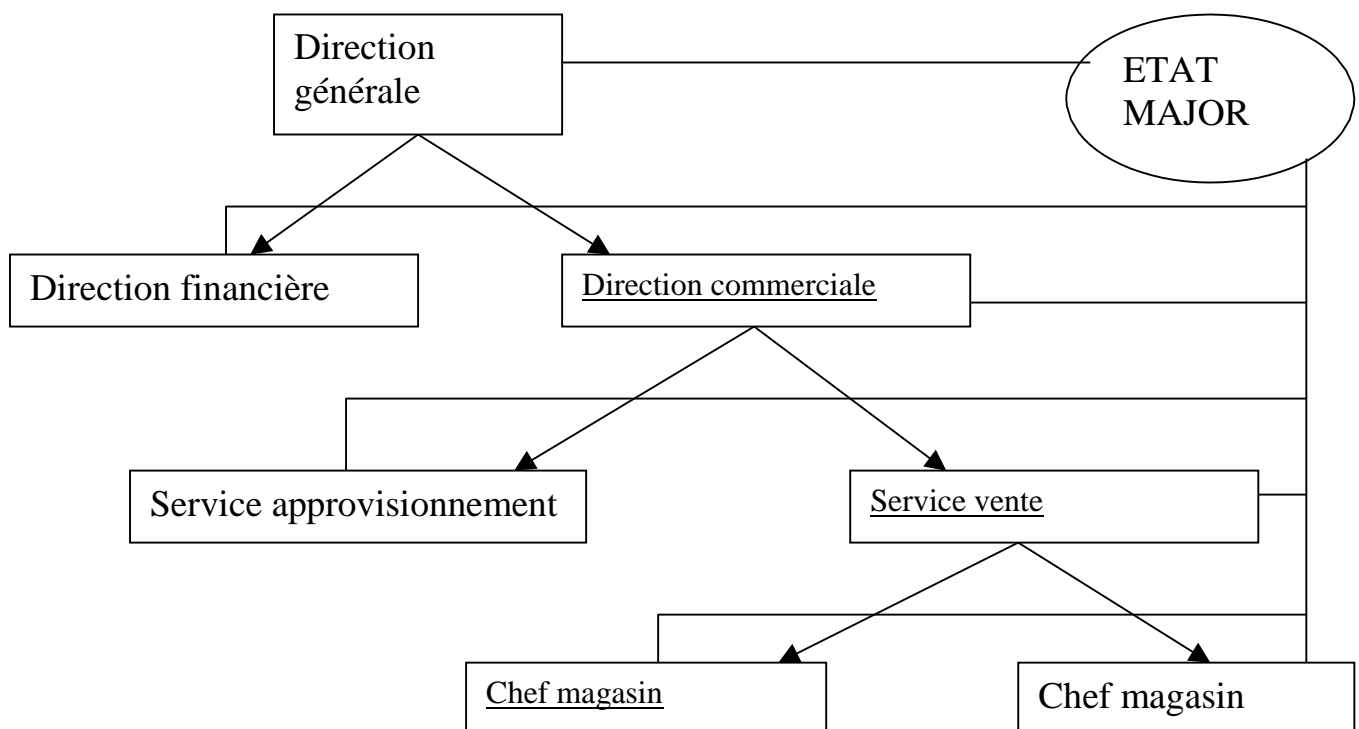 Direction
générale
ETAT
MAJOR
Direction financière
Direction commerciale
Service approvisionnement
Service vente
Chef magasin
Chef magasin